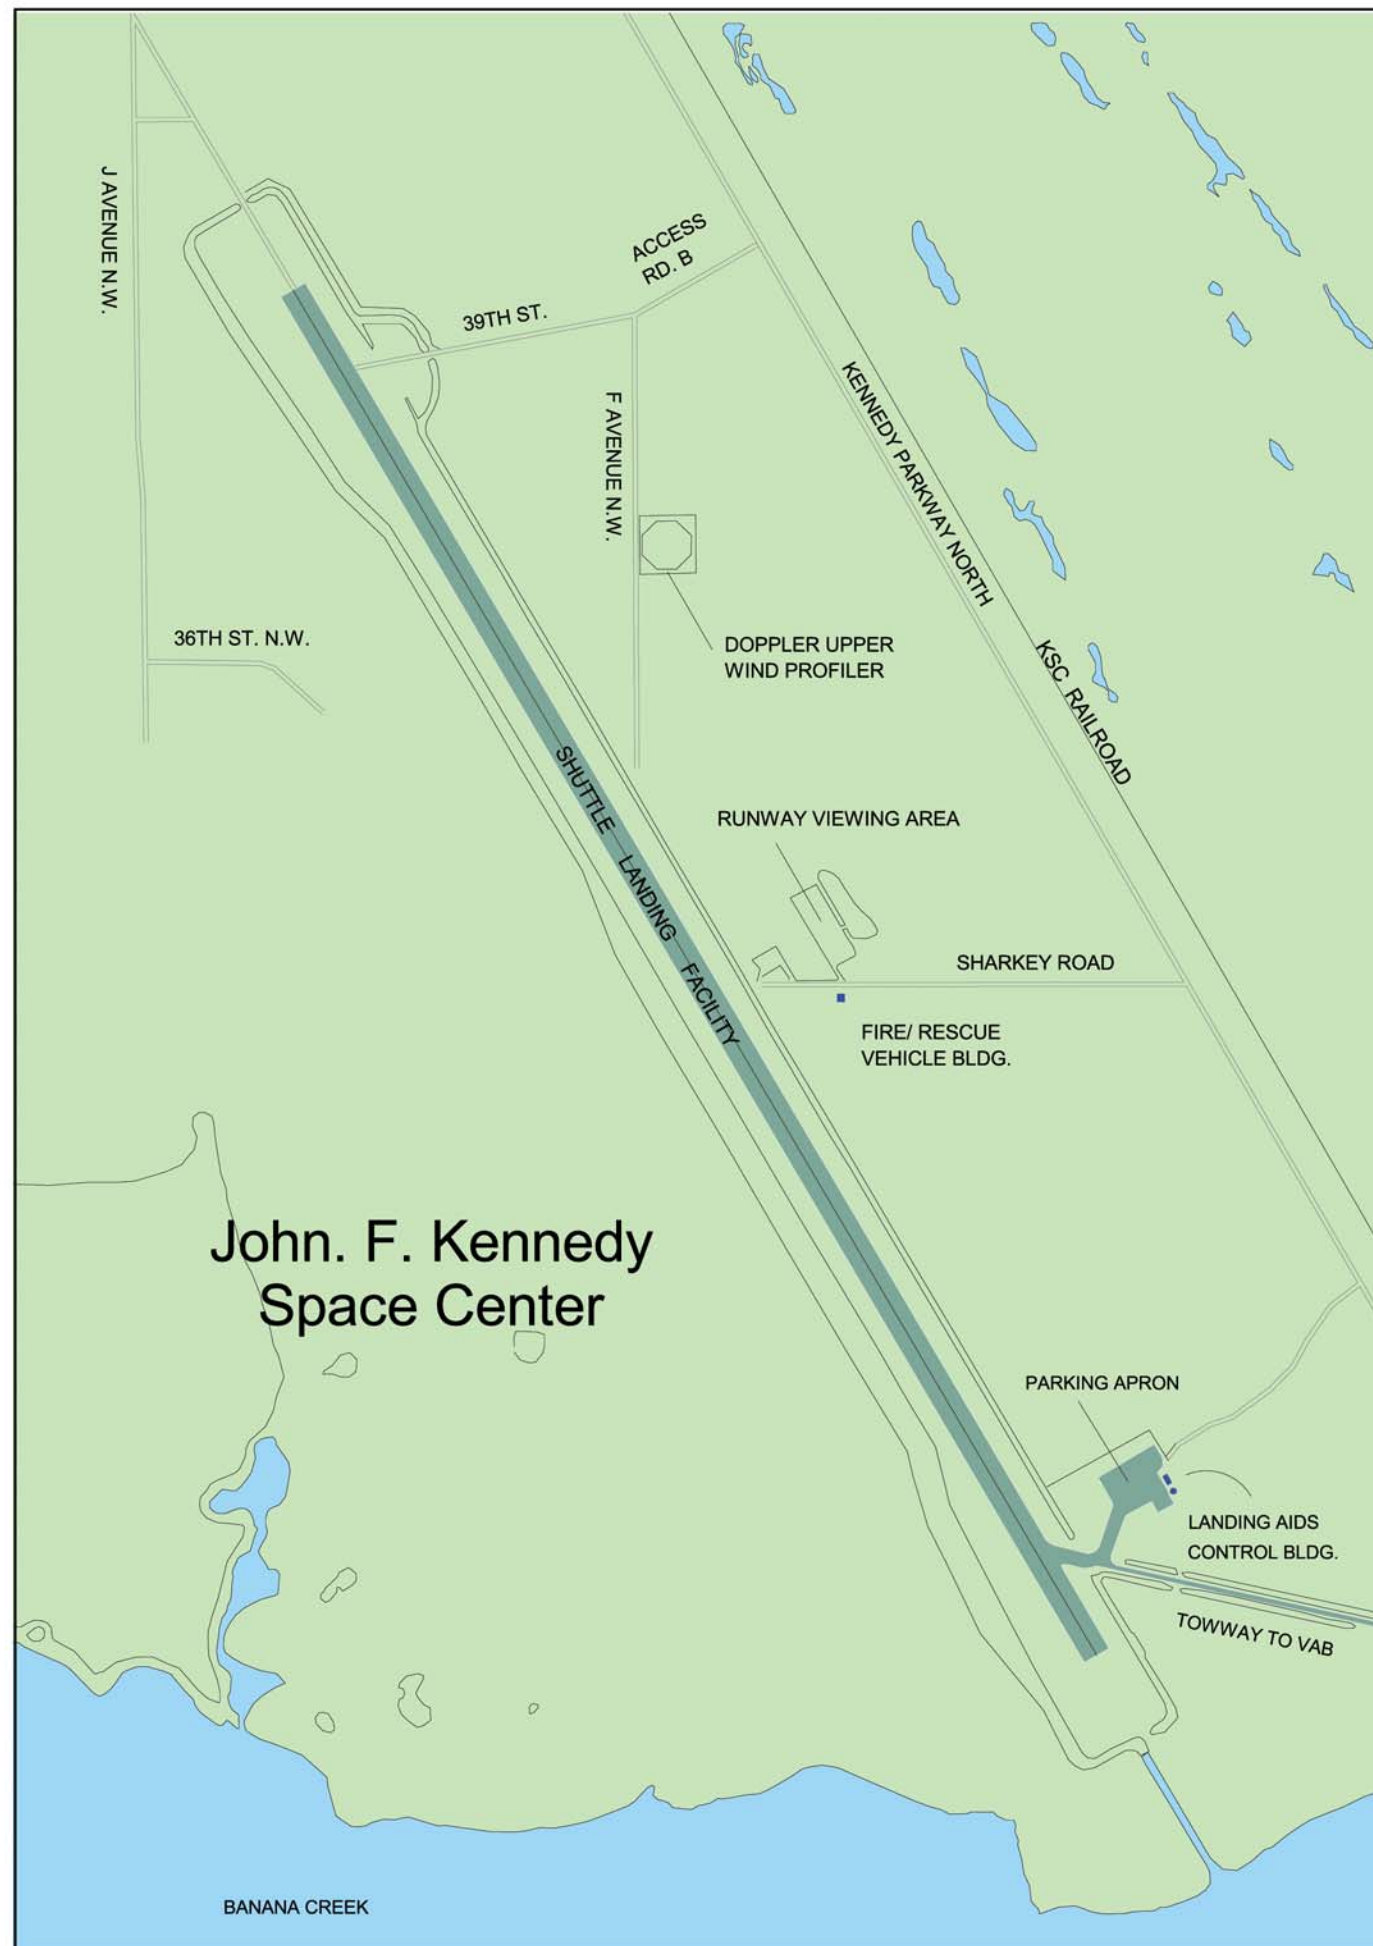 J AVENUE N.W.
ACCESS
RD. B
39TH ST.
KENNEDY PARKWAY NORTH
F AVENUE N.W.
36TH ST. N.W.
DOPPLER UPPER
WIND PROFILER
KSC RAILROAD
SHUTTLE LANDING FACILITY
RUNWAY VIEWING AREA
SHARKEY ROAD
FIRE/ RESCUE
VEHICLE BLDG.
John. F. Kennedy
Space Center
PARKING APRON
LANDING AIDS
CONTROL BLDG.
TOWWAY TO VAB
BANANA CREEK